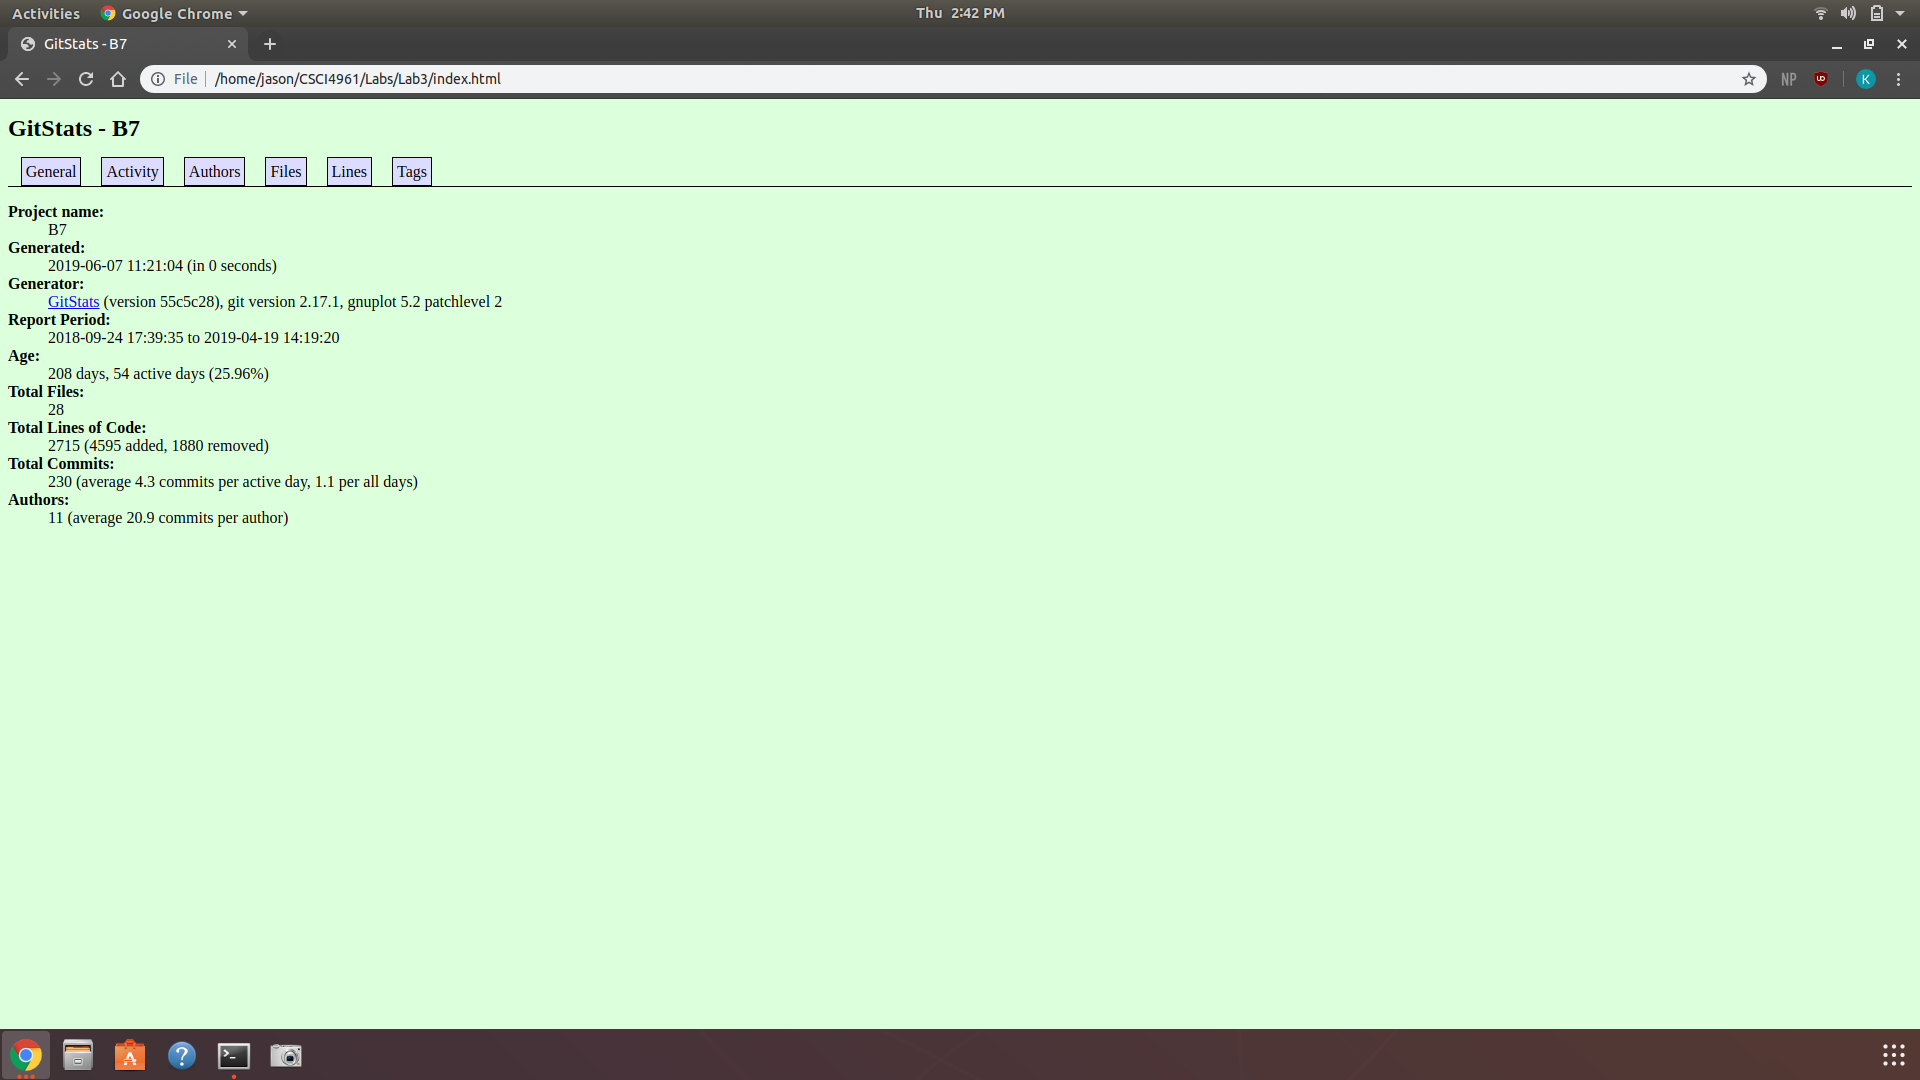 Activities Google Chrome Thu 2:42 PM
GitStats - B7
File /home/jason/CSCI4961/Labs/Lab3/index.html NP K
GitStats - B7
General Activity Authors Files Lines Tags
Project name:
B7
Generated:
2019-06-07 11:21:04 (in 0 seconds)
Generator:
GitStats (version 55c5c28), git version 2.17.1, gnuplot 5.2 patchlevel 2
Report Period:
2018-09-24 17:39:35 to 2019-04-19 14:19:20
Age:
208 days, 54 active days (25.96%)
Total Files:
28
Total Lines of Code:
2715 (4595 added, 1880 removed)
Total Commits:
230 (average 4.3 commits per active day, 1.1 per all days)
Authors:
11 (average 20.9 commits per author)